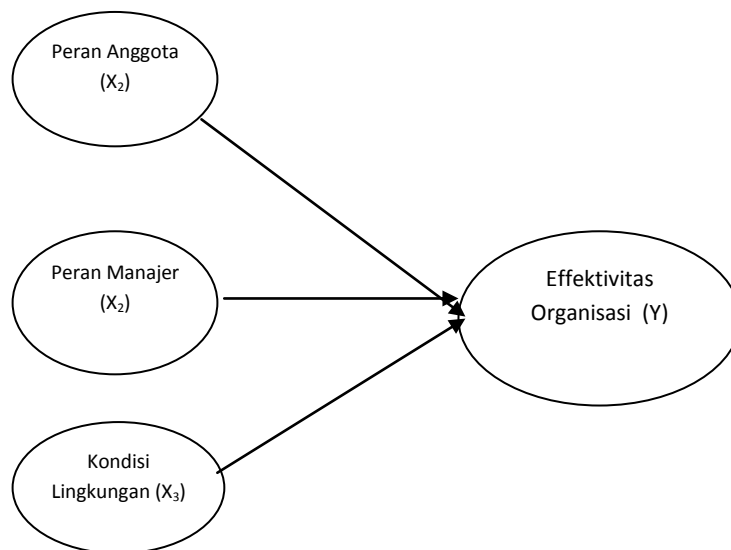 Peran Anggota
(X₂)
Peran Manajer
(X₂)
Effektivitas
Organisasi (Y)
Kondisi
Lingkungan (X₃)